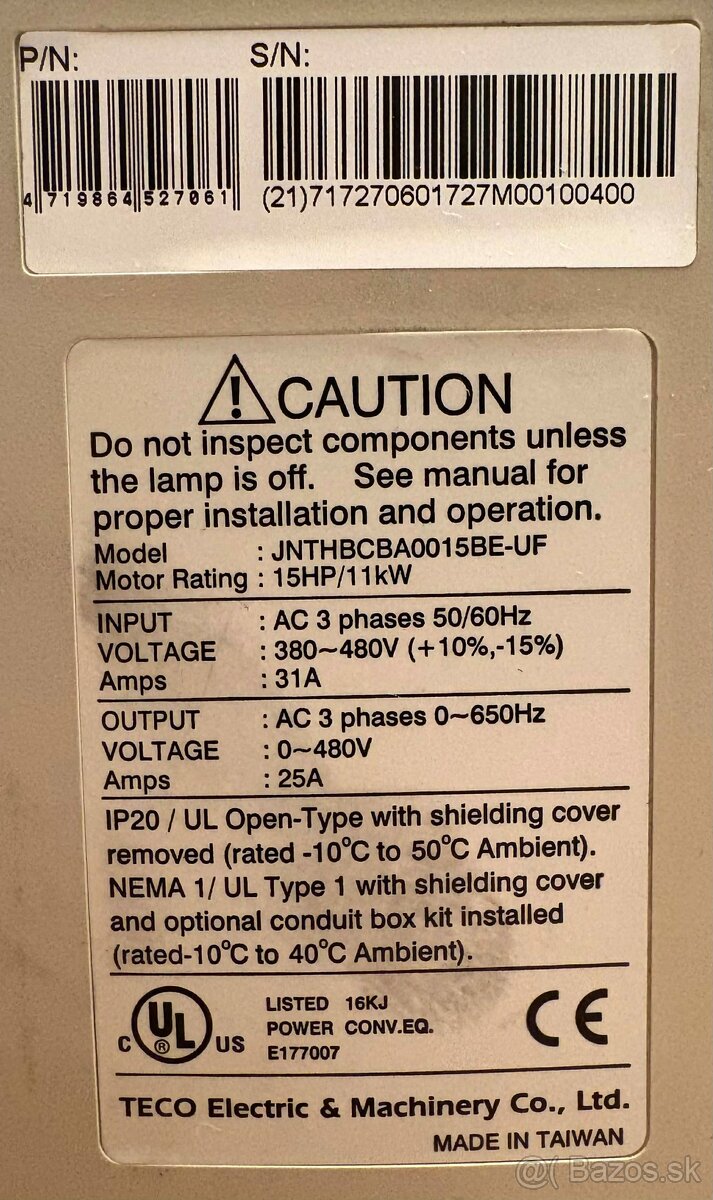 P/N:
S/N:
4 719864 527061
(21)717270601727M00100400
! CAUTION
Do not inspect components unless
the lamp is off. See manual for
proper installation and operation.
Model : JNTHBCBA0015BE-UF
Motor Rating : 15HP/11kW
INPUT : AC 3 phases 50/60Hz
VOLTAGE : 380~480V (+10%,-15%)
Amps : 31A
OUTPUT : AC 3 phases 0~650Hz
VOLTAGE : 0~480V
Amps : 25A
IP20 / UL Open-Type with shielding cover
removed (rated -10°C to 50°C Ambient).
NEMA 1/ UL Type 1 with shielding cover
and optional conduit box kit installed
(rated-10°C to 40°C Ambient).
C UL ® US
LISTED 16KJ
POWER CONV.EQ.
E177007
CE
TECO Electric & Machinery Co., Ltd.
MADE IN TAIWAN
@( Bazos.sk